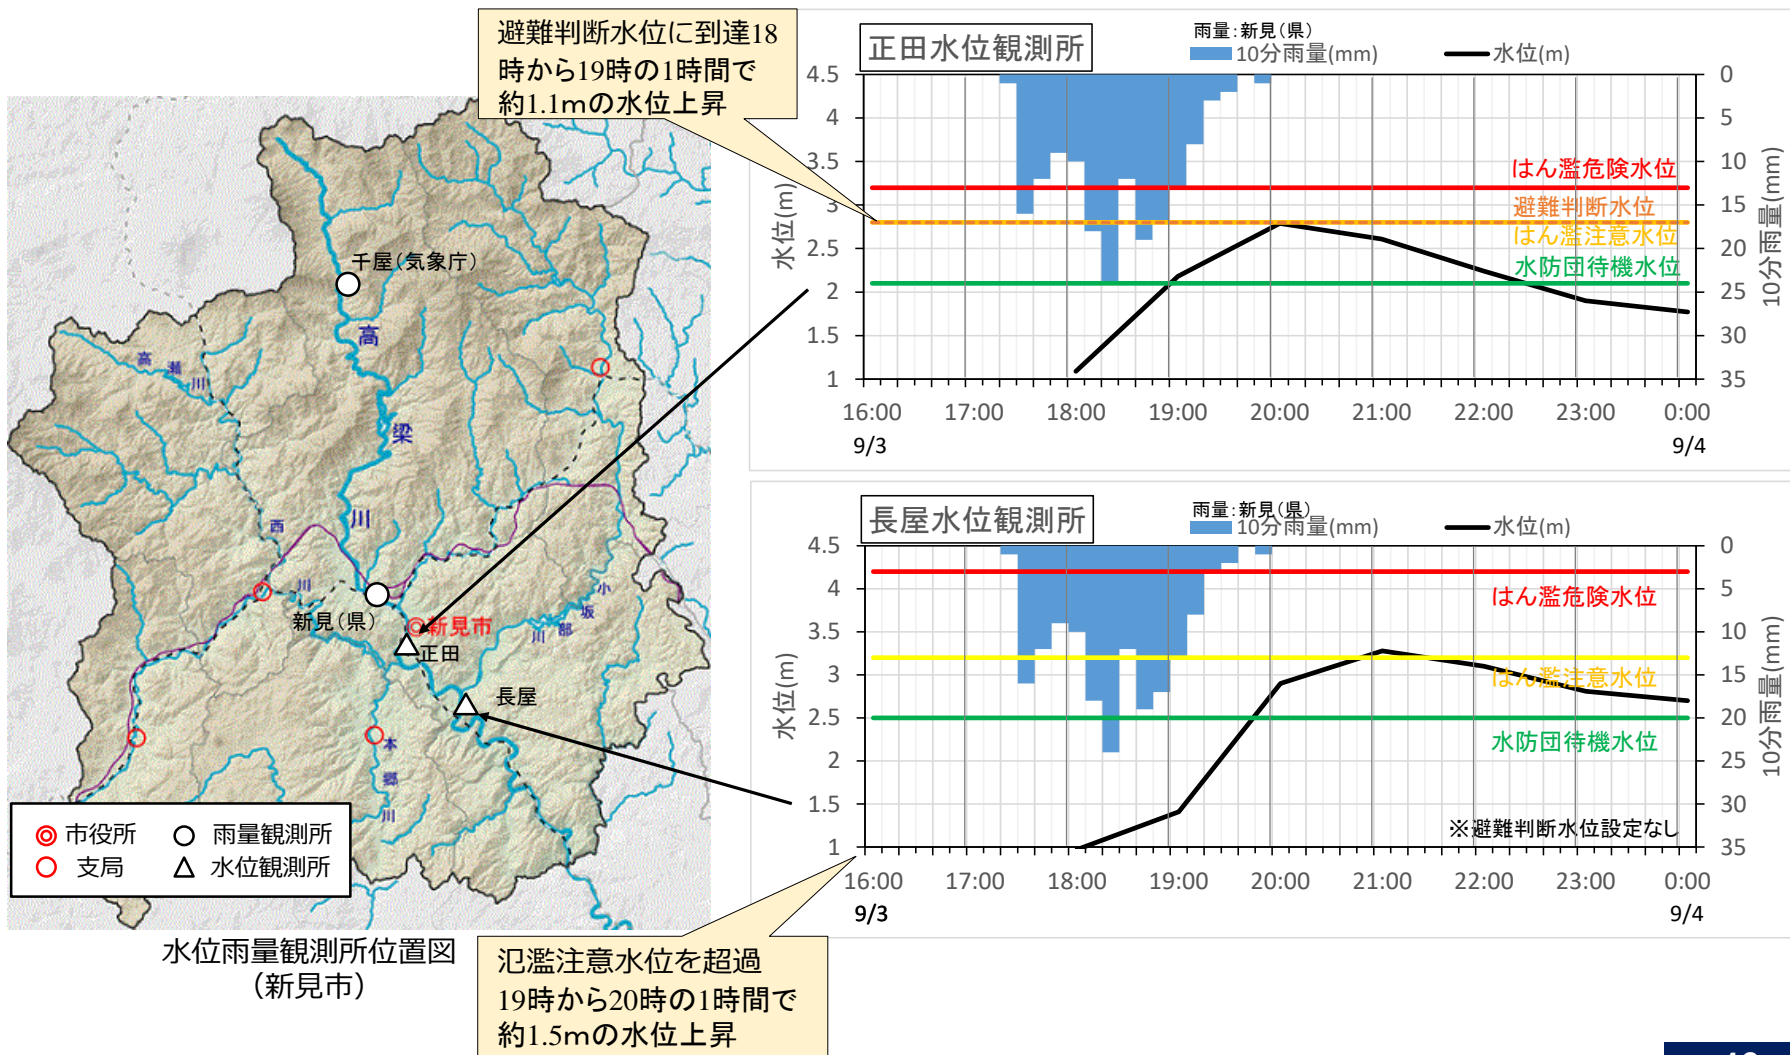 避難判断水位に到達18
時から19時の1時間で
約1.1mの水位上昇
正田水位観測所
雨量:新見(県)
10分雨量(mm)
水位(m)
4.5
4
3.5
3
2.5
2
1.5
1
水位(m)
0
5
10
15
20
25
30
35
10分雨量(mm)
はん濫危険水位
避難判断水位
はん濫注意水位
水防団待機水位
16:00 17:00 18:00 19:00 20:00 21:00 22:00 23:00 0:00
9/3 9/4
千屋(気象庁)
高
梁
川
高
瀬
川
西
川
新見(県)
新見市
正田
長屋
小
坂
部
川
本
郷
川
市役所 雨量観測所
支局 水位観測所
水位雨量観測所位置図
(新見市)
長屋水位観測所
雨量:新見(県)
10分雨量(mm)
水位(m)
4.5
4
3.5
3
2.5
2
1.5
1
水位(m)
0
5
10
15
20
25
30
35
10分雨量(mm)
はん濫危険水位
はん濫注意水位
水防団待機水位
※避難判断水位設定なし
16:00 17:00 18:00 19:00 20:00 21:00 22:00 23:00 0:00
9/3 9/4
氾濫注意水位を超過
19時から20時の1時間で
約1.5mの水位上昇